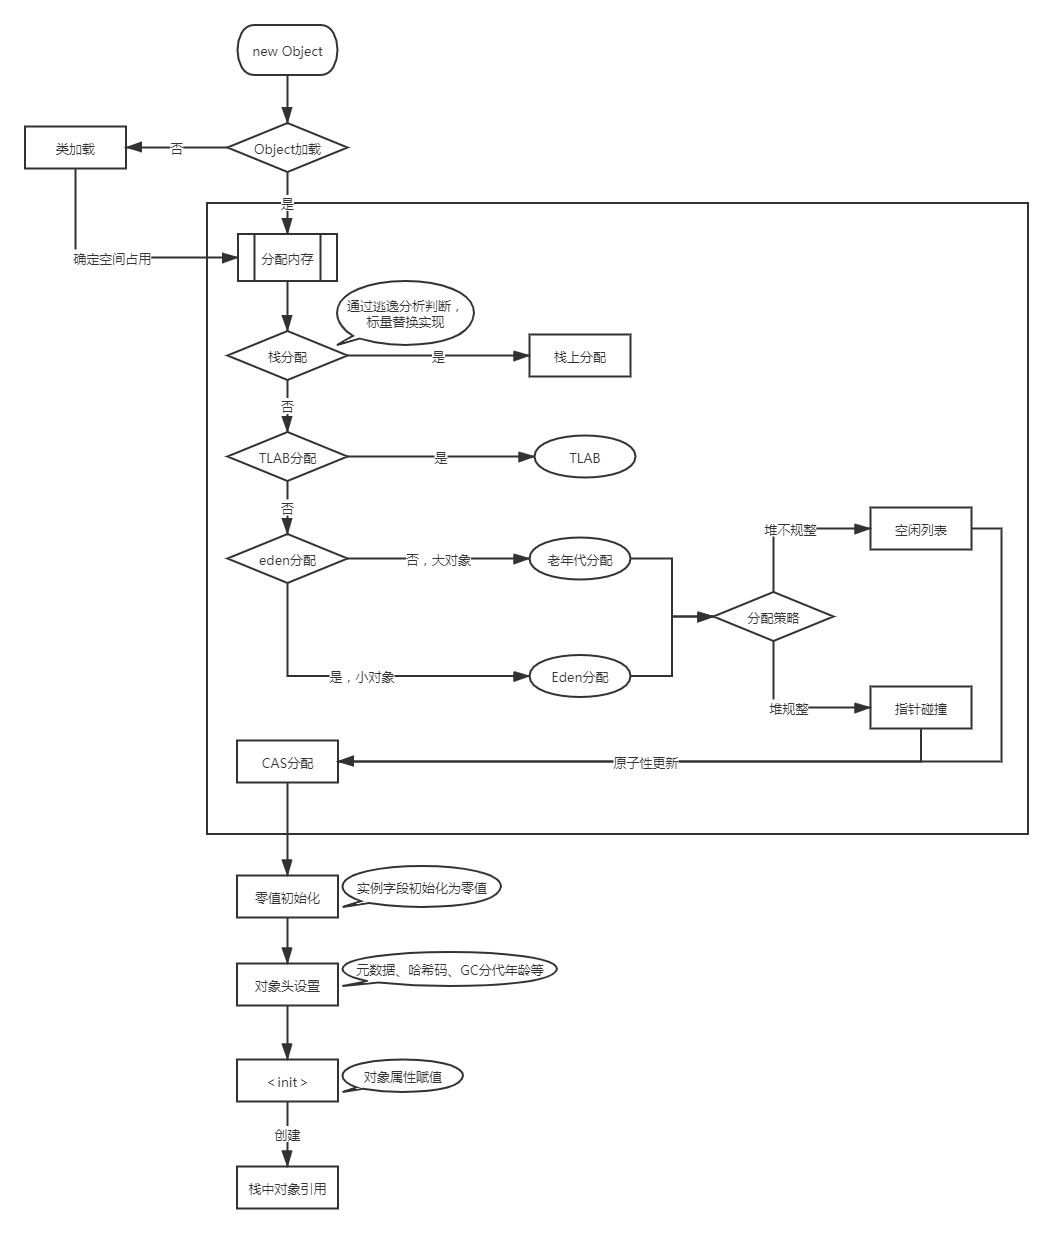 new Object
Object加载
否
类加载
是
确定空间占用
分配内存
通过逃逸分析判断，
标量替换实现
栈分配
是
栈上分配
否
TLAB分配
是
TLAB
否
eden分配
否，大对象
老年代分配
堆不规整
空闲列表
分配策略
是，小对象
Eden分配
堆规整
指针碰撞
CAS分配
原子性更新
零值初始化
实例字段初始化为零值
对象头设置
元数据、哈希码、GC分代年龄等
<init>
对象属性赋值
创建
栈中对象引用